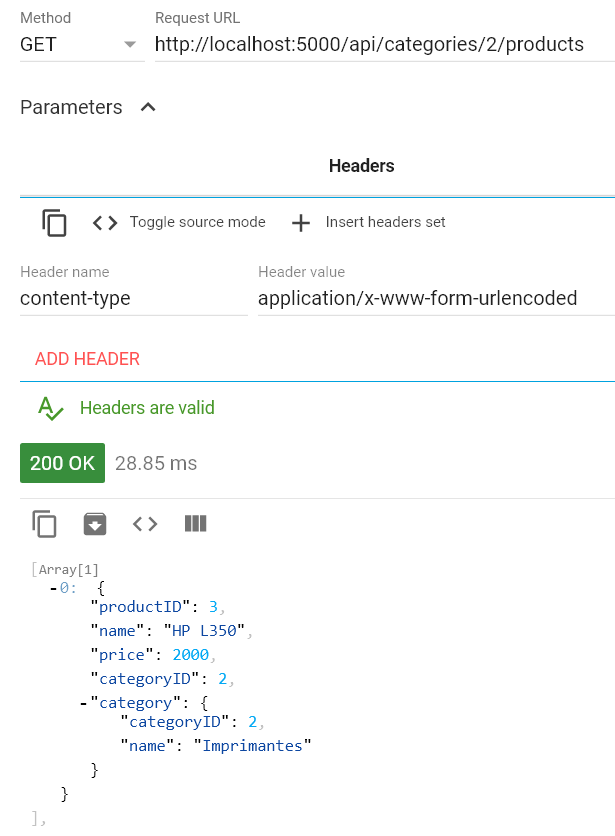 Method Request URL
GET http://localhost:5000/api/categories/2/products
Parameters
Headers
Toggle source mode Insert headers set
Header name Header value
content-type application/x-www-form-urlencoded
ADD HEADER
Headers are valid
200 OK 28.85 ms
[Array[1]
-0: {
"productID": 3,
"name": "HP L350",
"price": 2000,
"categoryID": 2,
-"category": {
"categoryID": 2,
"name": "Imprimantes"
}
}
],